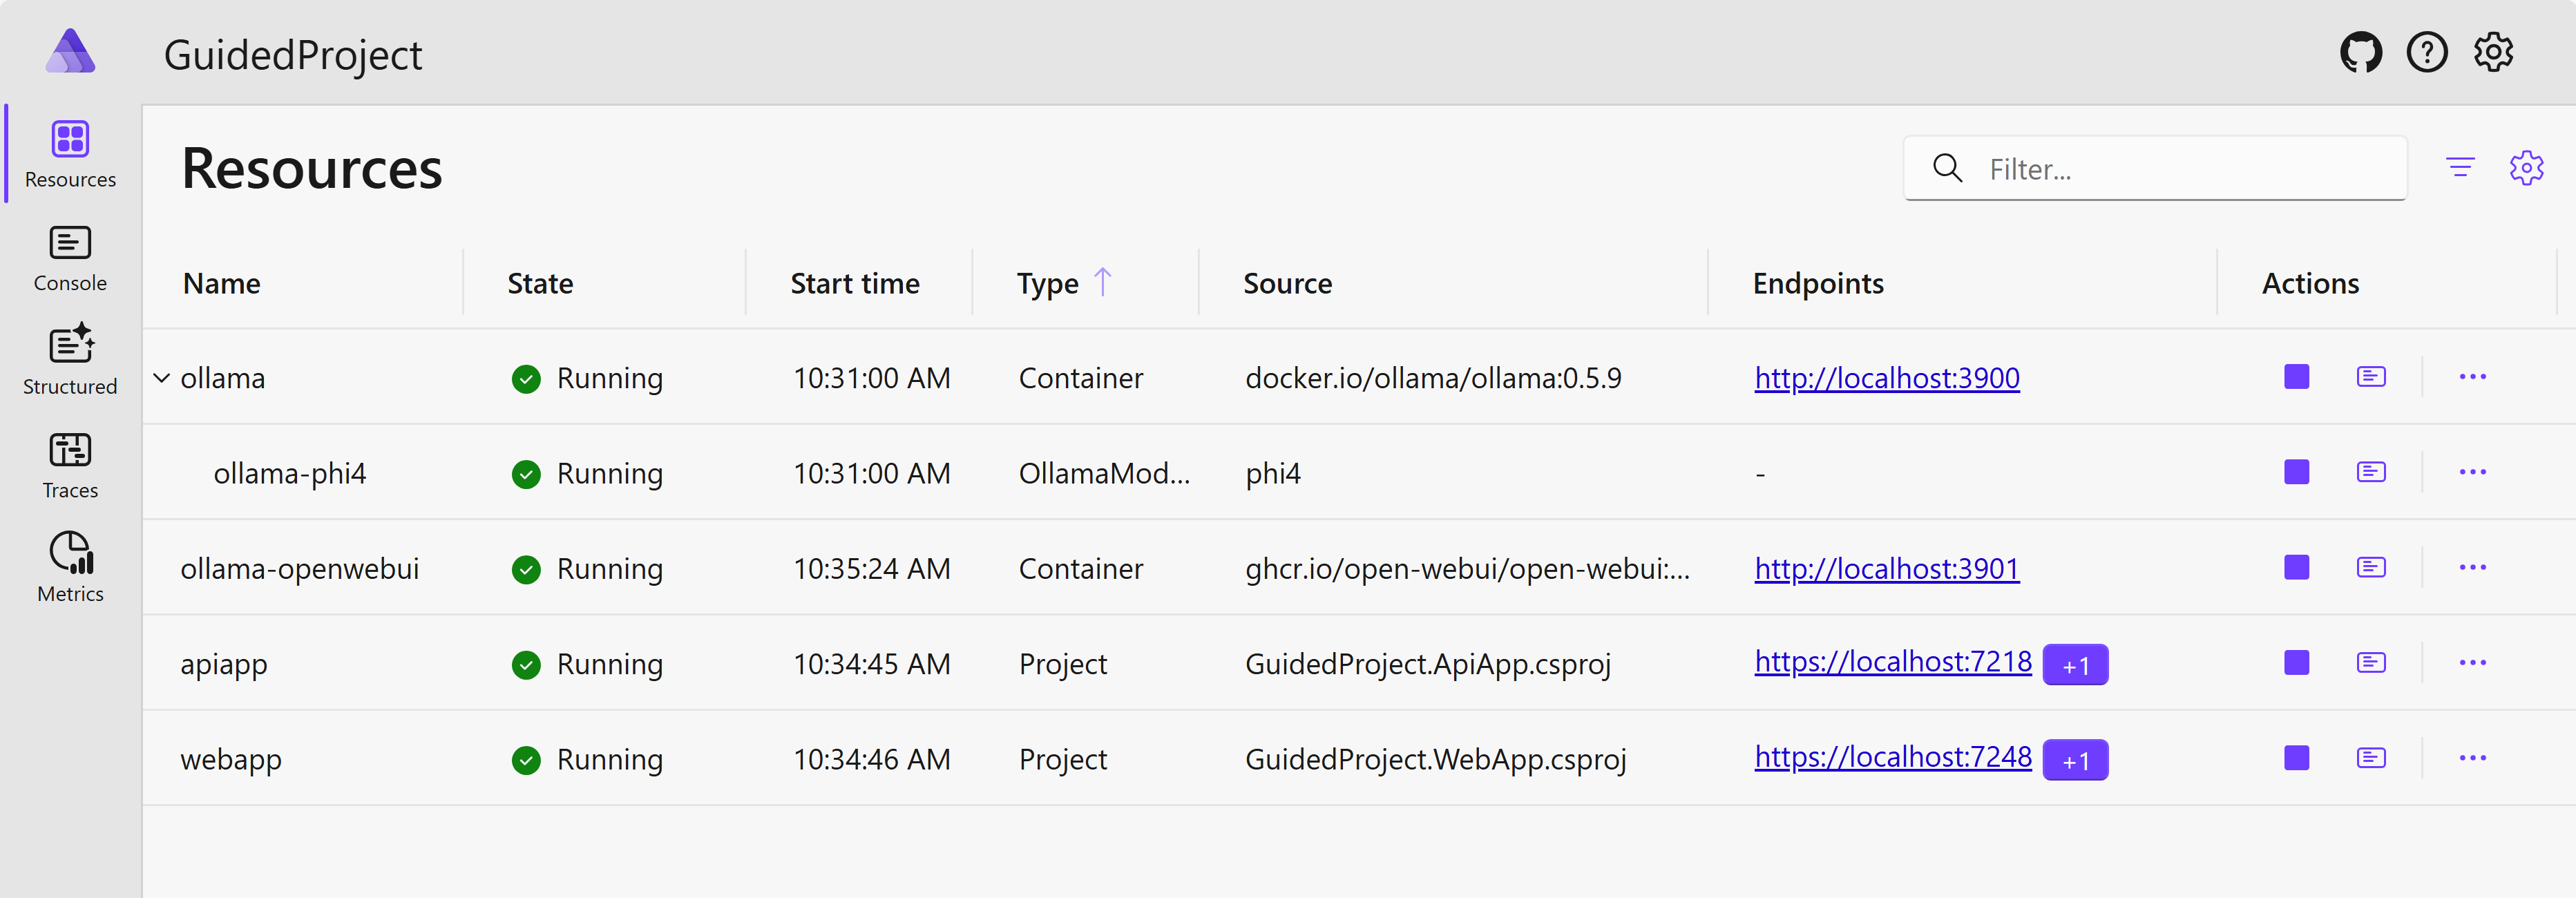 GuidedProject
Resources
Console
Structured
Traces
Metrics
Resources
Filter...
Name State Start time Type Source Endpoints Actions
ollama Running 10:31:00 AM Container docker.io/ollama/ollama:0.5.9 http://localhost:3900
ollama-phi4 Running 10:31:00 AM OllamaMod... phi4 -
ollama-openwebui Running 10:35:24 AM Container ghcr.io/open-webui/open-webui:... http://localhost:3901
apiapp Running 10:34:45 AM Project GuidedProject.ApiApp.csproj https://localhost:7218 +1
webapp Running 10:34:46 AM Project GuidedProject.WebApp.csproj https://localhost:7248 +1